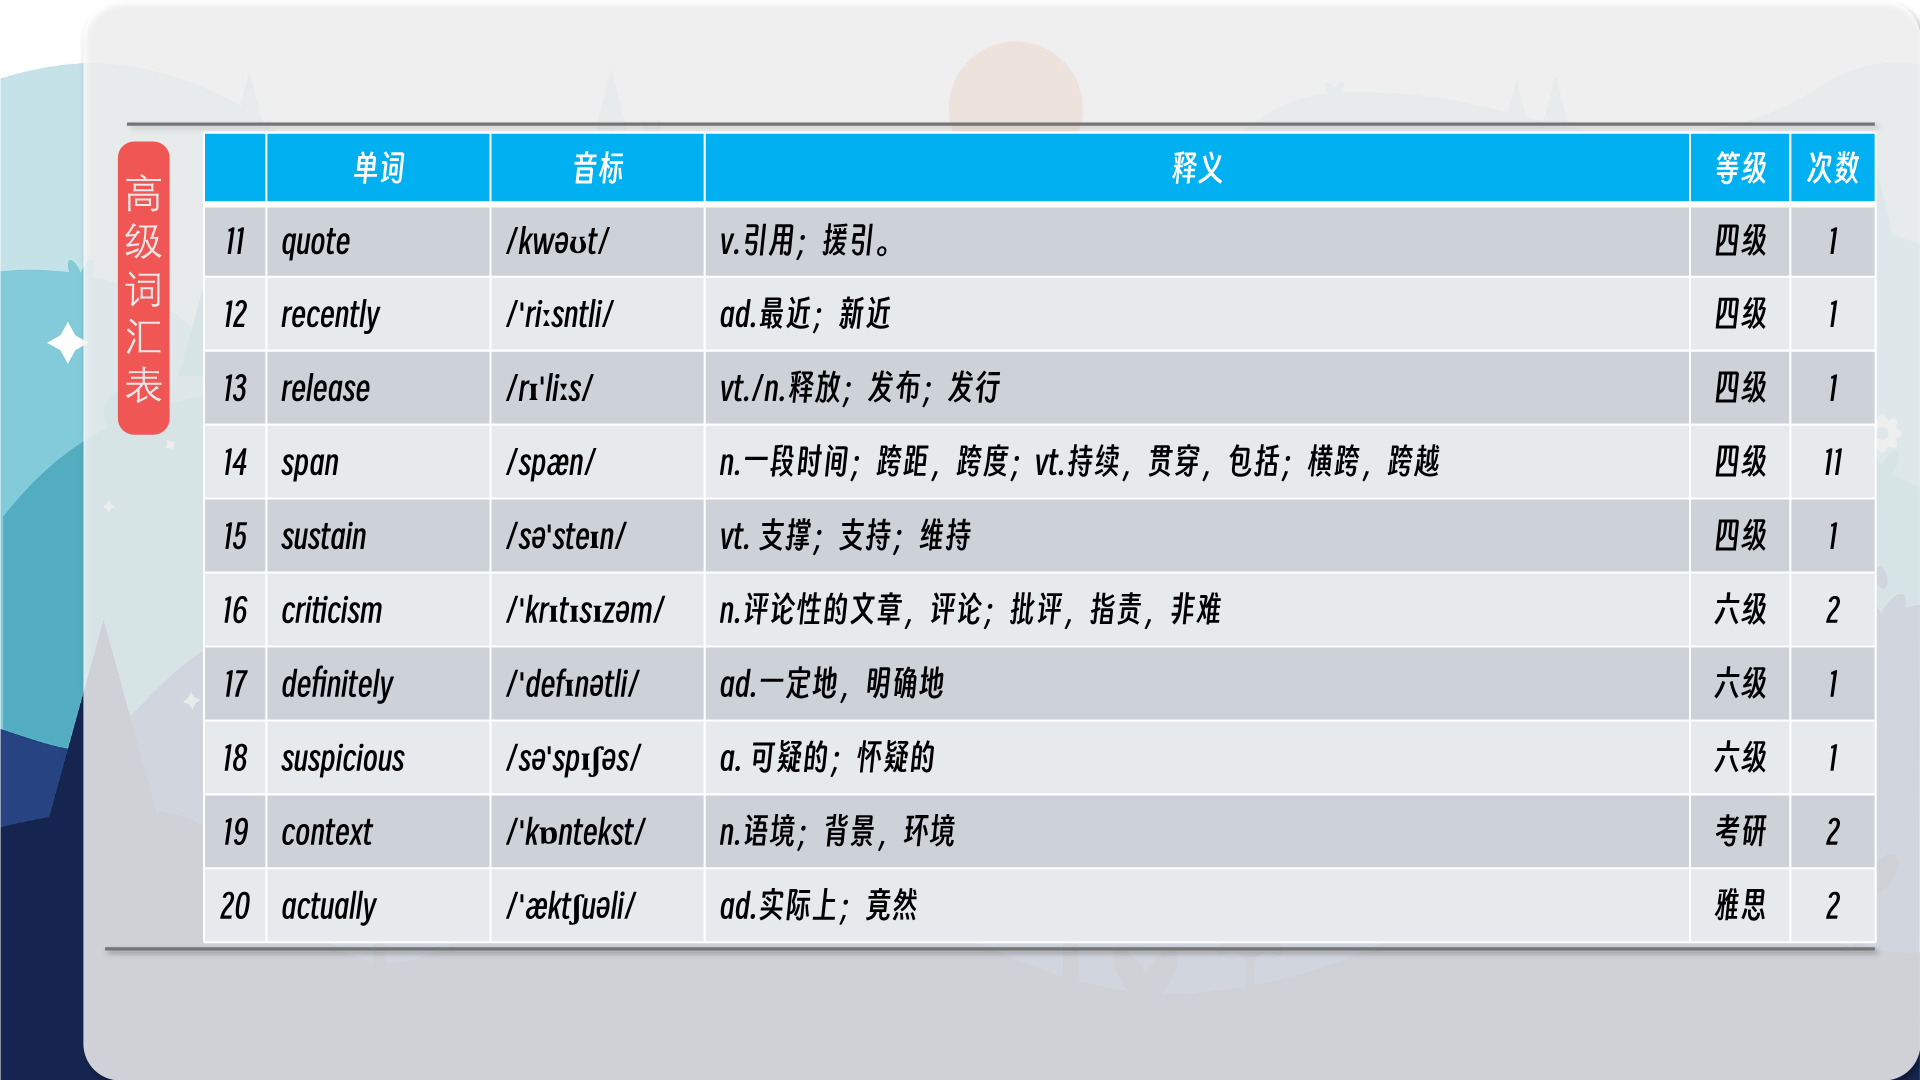 高级词汇表
单词 音标 释义 等级 次数
11 quote /kwəʊt/ v.引用；援引。 四级 1
12 recently /'riːsntli/ ad.最近；新近 四级 1
13 release /rɪ'liːs/ vt./n.释放；发布；发行 四级 1
14 span /spæn/ n.一段时间；跨距，跨度；vt.持续，贯穿，包括；横跨，跨越 四级 11
15 sustain /sə'steɪn/ vt. 支撑；支持；维持 四级 1
16 criticism /'krɪtɪsɪzəm/ n.评论性的文章，评论；批评，指责，非难 六级 2
17 definitely /'defɪnətli/ ad.一定地，明确地 六级 1
18 suspicious /sə'spɪʃəs/ a. 可疑的；怀疑的 六级 1
19 context /'kɒntekst/ n.语境；背景，环境 考研 2
20 actually /'æktʃuəli/ ad.实际上；竟然 雅思 2